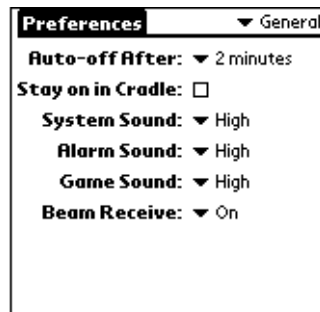 Preferences ▼ General
Auto-off After: ▼ 2 minutes
Stay on in Cradle: ☐
System Sound: ▼ High
Alarm Sound: ▼ High
Game Sound: ▼ High
Beam Receive: ▼ On